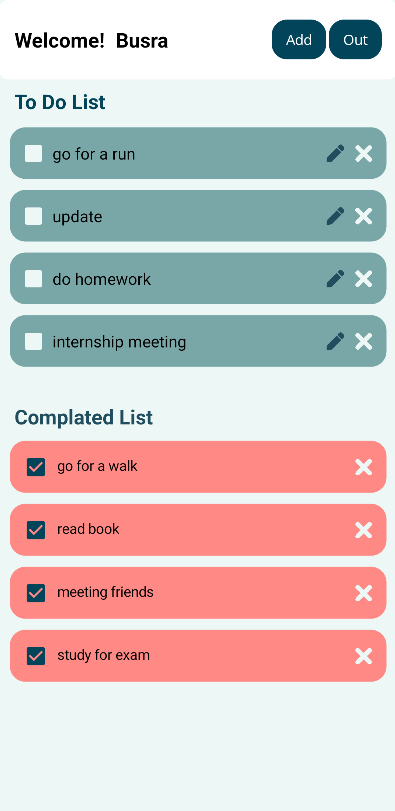 Welcome!  Busra
Add
Out
To Do List
go for a run
update
do homework
internship meeting
Complated List
go for a walk
read book
meeting friends
study for exam